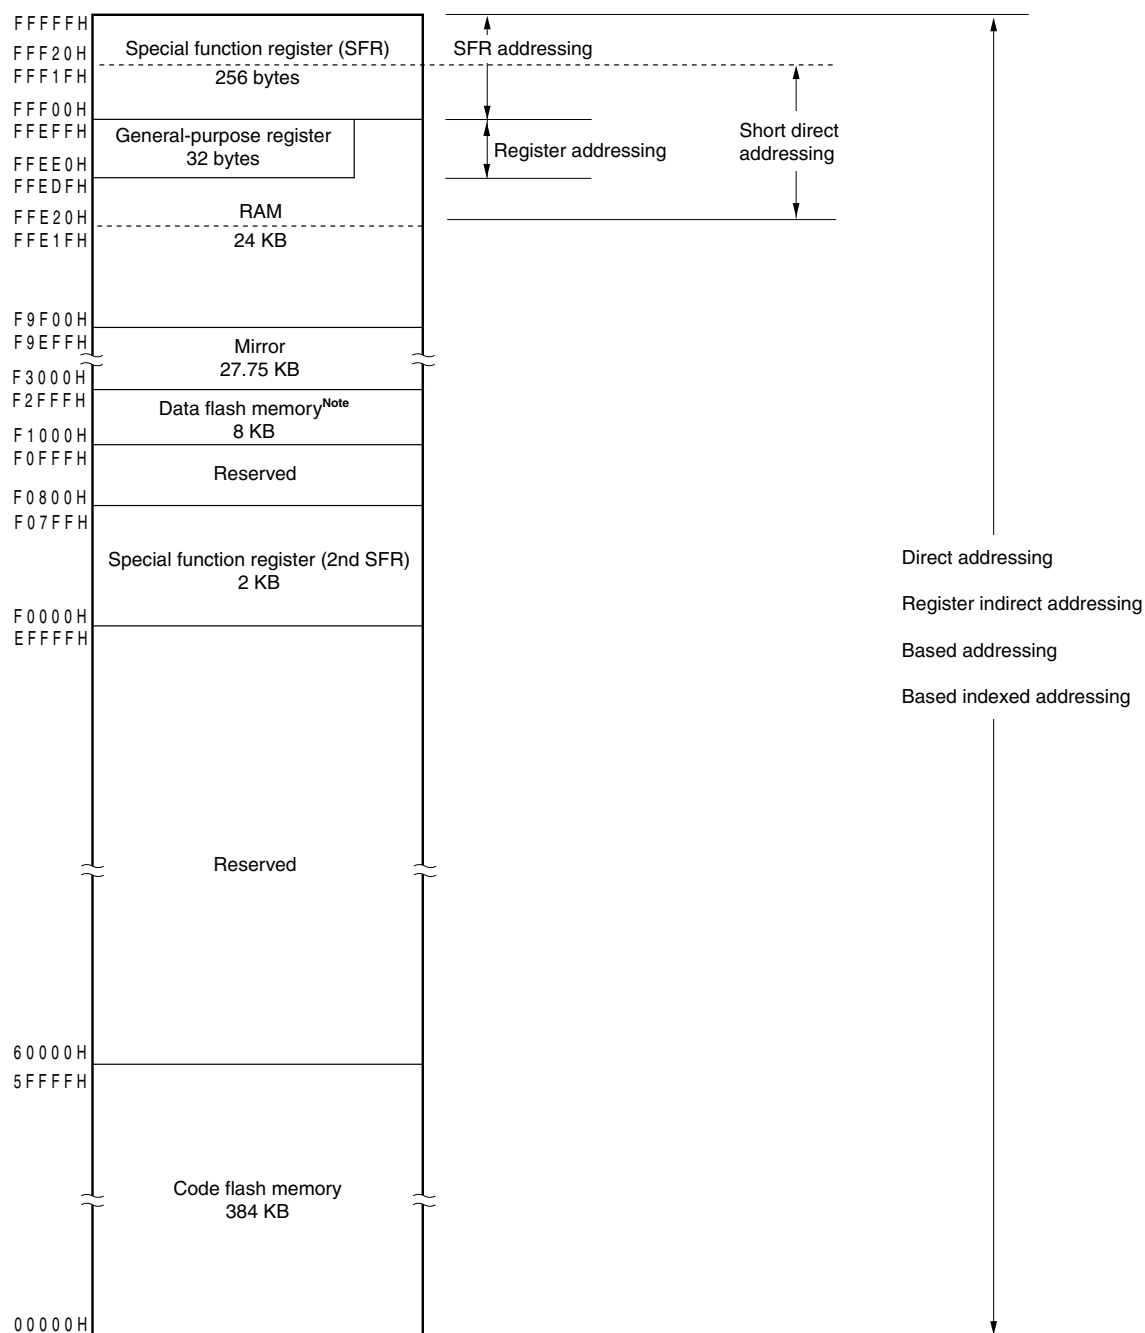 FFFFFH
FFF20H
FFF1FH
FFF00H
FFEFFH
FFEE0H
FFEDFH
FFE20H
FFE1FH
F9F00H
F9EFFH
F3000H
F2FFFH
F1000H
F0FFFH
F0800H
F07FFH
F0000H
EFFFFH
60000H
5FFFFH
00000H
Special function register (SFR)
256 bytes
General-purpose register
32 bytes
RAM
24 KB
Mirror
27.75 KB
Data flash memoryNote
8 KB
Reserved
Special function register (2nd SFR)
2 KB
Reserved
Code flash memory
384 KB
SFR addressing
Register addressing
Short direct
addressing
Direct addressing
Register indirect addressing
Based addressing
Based indexed addressing